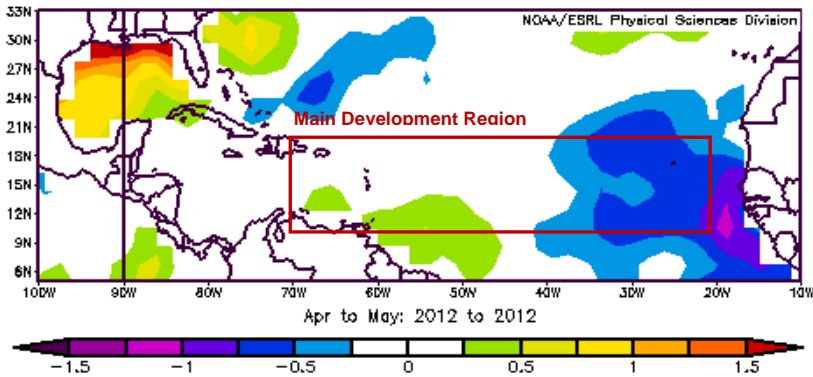 NOAA/ESRL Physical Sciences Division
33N
30N
27N
24N
21N
18N
15N
12N
9N
6N
Main Development Region
100W 90W 80W 70W 60W 50W 40W 30W 20W 10W
Apr to May: 2012 to 2012
-1.5 -1 -0.5 0 0.5 1 1.5